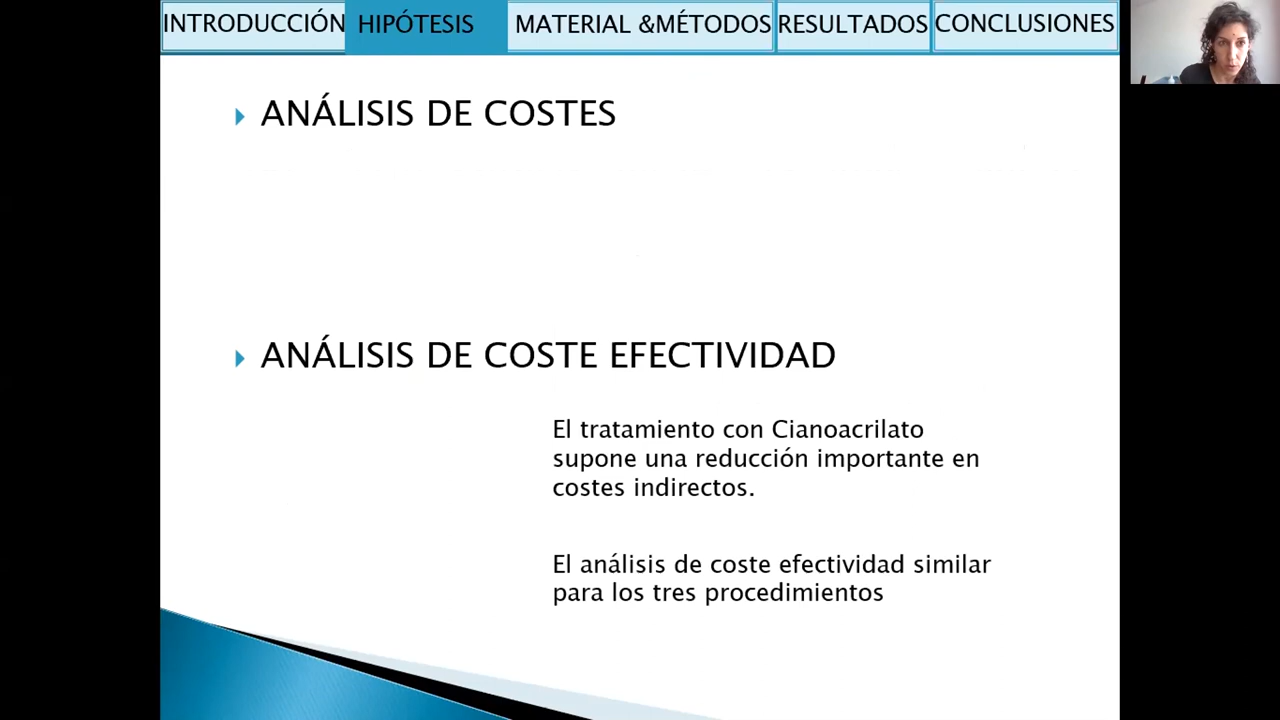 INTRODUCCIÓN HIPÓTESIS MATERIAL &MÉTODOS RESULTADOS CONCLUSIONES
ANÁLISIS DE COSTES
ANÁLISIS DE COSTE EFECTIVIDAD
El tratamiento con Cianoacrilato
supone una reducción importante en
costes indirectos.
El análisis de coste efectividad similar
para los tres procedimientos